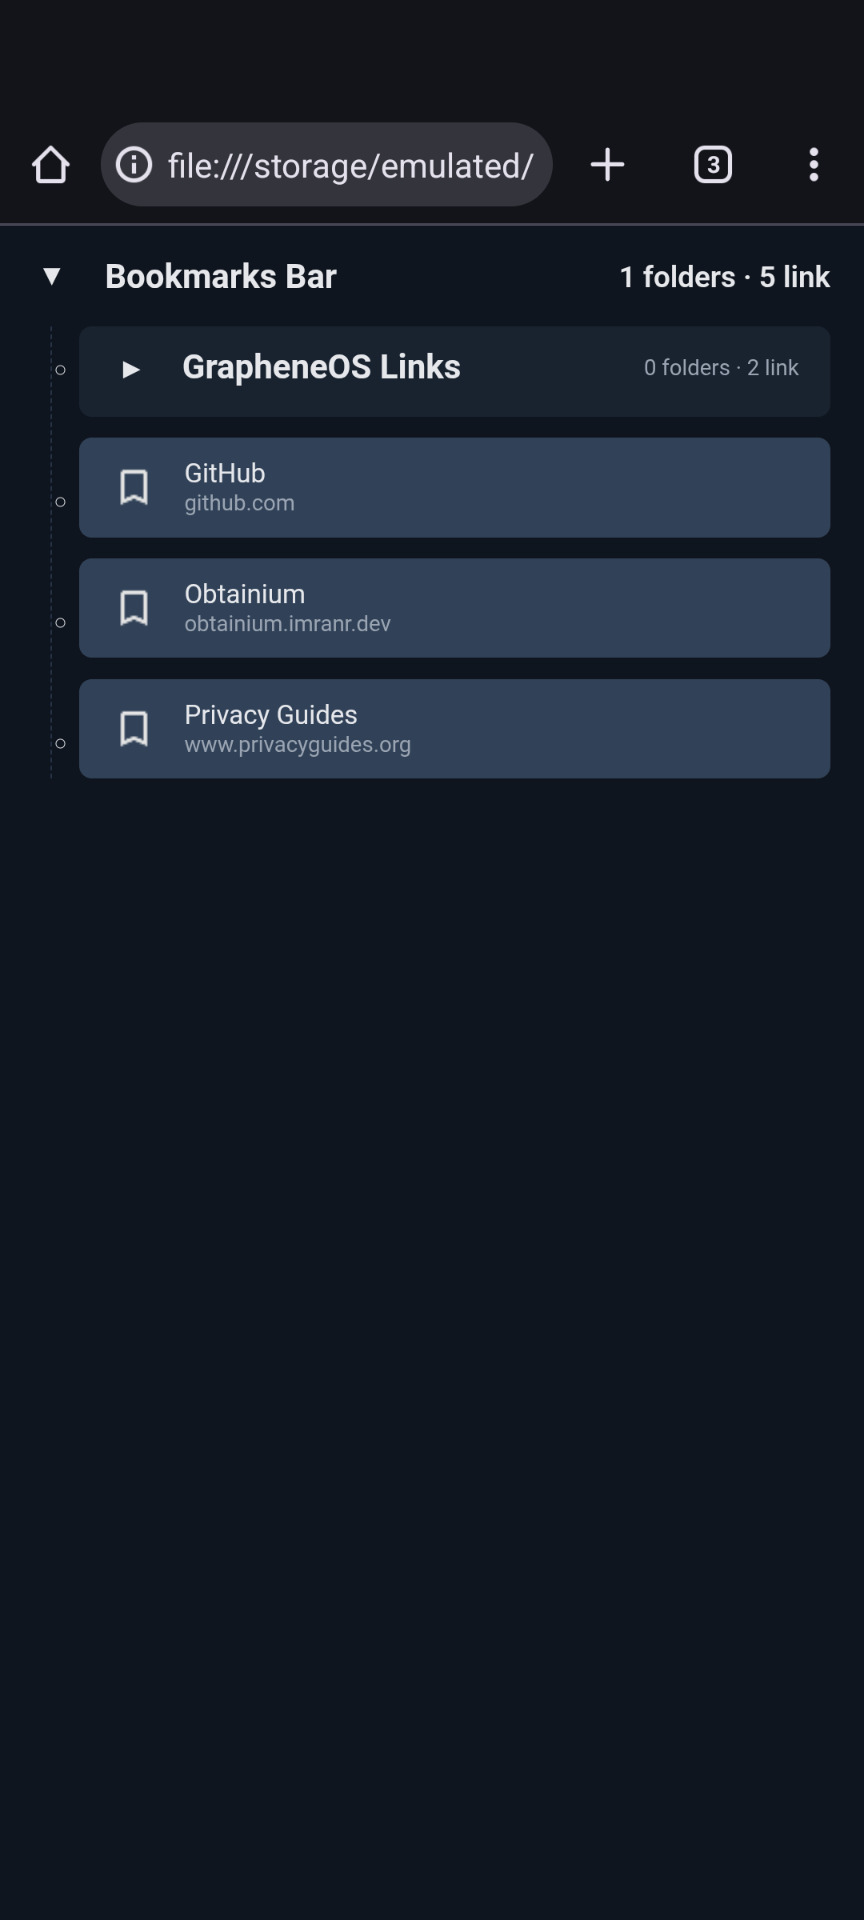 file:///storage/emulated/
3
Bookmarks Bar 1 folders · 5 link
GrapheneOS Links 0 folders · 2 link
GitHub
github.com
Obtainium
obtainium.imranr.dev
Privacy Guides
www.privacyguides.org